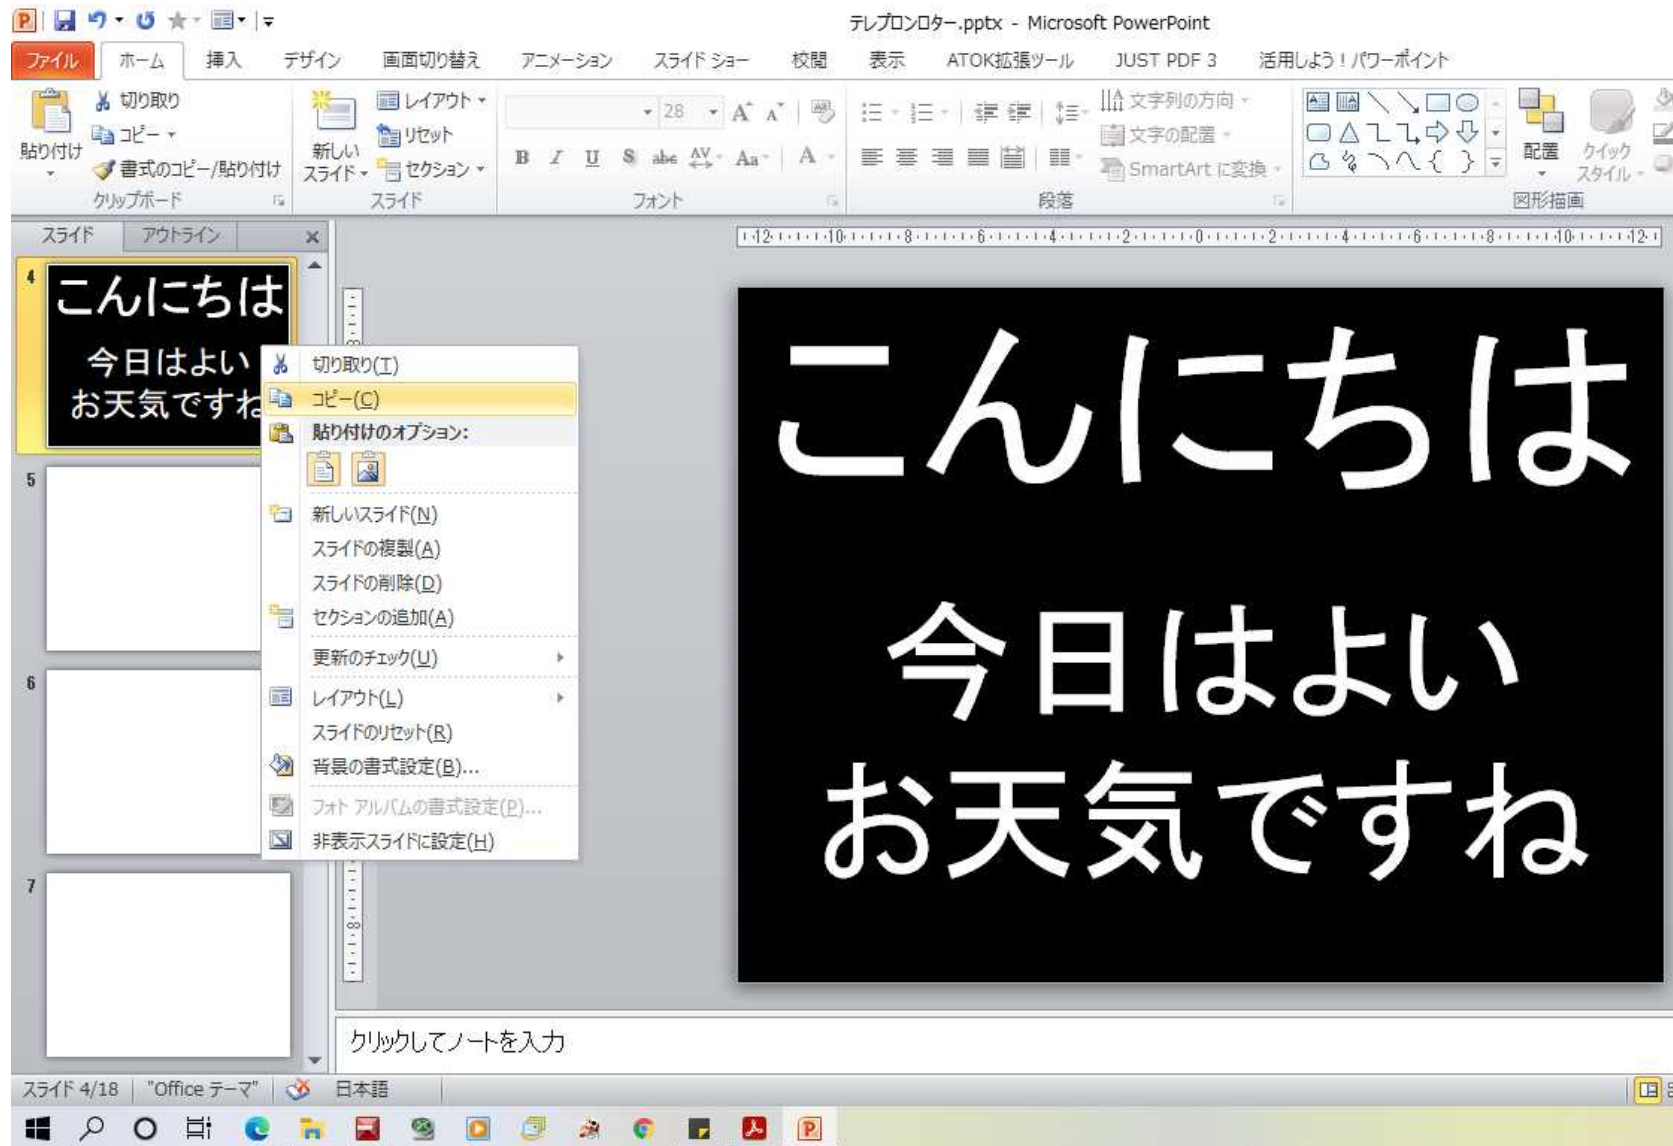 テレプロンロター.pptx - Microsoft PowerPoint
ファイル ホーム 挿入 デザイン 画面切り替え アニメーション スライド ショー 校閲 表示 ATOK拡張ツール JUST PDF 3 活用しよう！パワーポイント
貼り付け
切り取り
コピー
書式のコピー/貼り付け
クリップボード
新しい
スライド
レイアウト
リセット
セクション
スライド
28
B I U S abc AV Aa A
フォント
文字列の方向
文字の配置
SmartArt に変換
段落
配置
クイック
スタイル
図形描画
スライド アウトライン
12 10 8 6 4 2 0 2 4 6 8 10 12
4
こんにちは
今日はよい
お天気ですね
5
6
7
切り取り(T)
コピー(C)
貼り付けのオプション:
新しいスライド(N)
スライドの複製(A)
スライドの削除(D)
セクションの追加(A)
更新のチェック(U)
レイアウト(L)
スライドのリセット(R)
背景の書式設定(B)...
フォト アルバムの書式設定(P)...
非表示スライドに設定(H)
8
こんにちは
今日はよい
お天気ですね
クリックしてノートを入力
スライド 4/18 "Office テーマ" 日本語